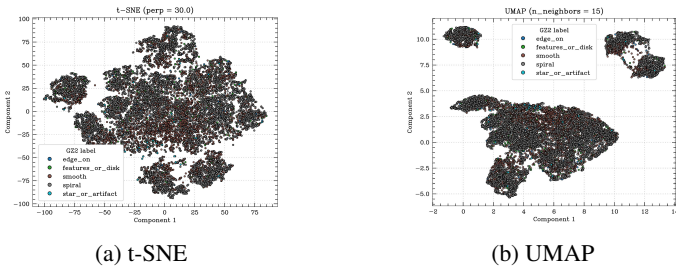 t-SNE (perp = 30.0)
100
75
50
25
0
-25
-50
-75
-100
Component 2
GZ2 label
edge_on
features_or_disk
smooth
spiral
star_or_artifact
-100
-75
-50
-25
0
25
50
75
Component 1
(a) t-SNE
UMAP (n_neighbors = 15)
10.0
7.5
5.0
2.5
0.0
-2.5
-5.0
Component 2
GZ2 label
edge_on
features_or_disk
smooth
spiral
star_or_artifact
-2
0
2
4
6
8
10
12
14
Component 1
(b) UMAP